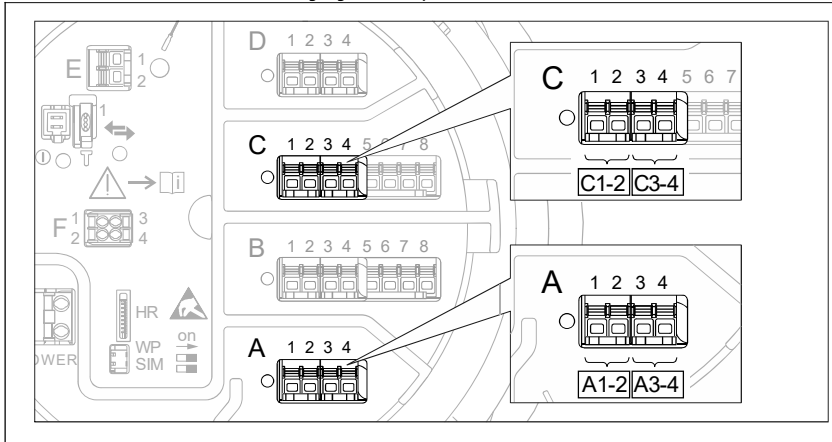 D 1 2 3 4
E 1
2
C 1 2 3 4 5 6 7
C 1 2 3 4 5 6 7 8
1
C1-2 C3-4
i
F 1 3
2 4
B 1 2 3 4 5 6 7 8
A 1 2 3 4
HR
on
WP
SIM
OWER
A 1 2 3 4
A1-2 A3-4